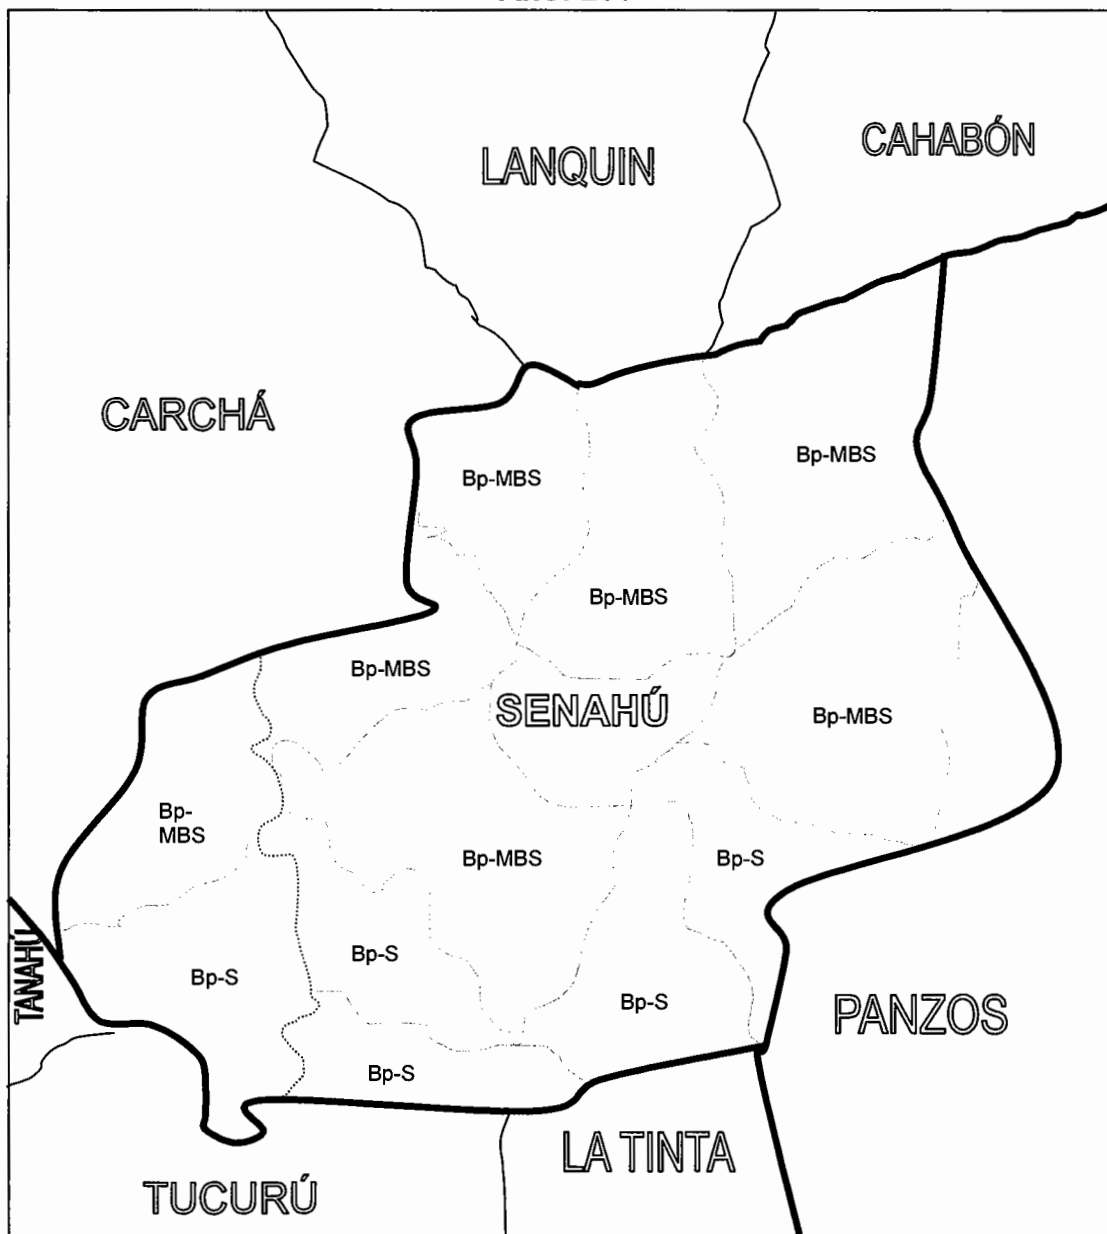 CAHABÓN
LANQUIN
CARCHÁ
Bp-MBS
Bp-MBS
Bp-MBS
Bp-MBS
SENAHÚ
Bp-MBS
Bp-
MBS
Bp-MBS
Bp-S
Bp-S
Bp-S
TANAHÚ
Bp-S
PANZOS
Bp-S
LA TINTA
TUCURÚ